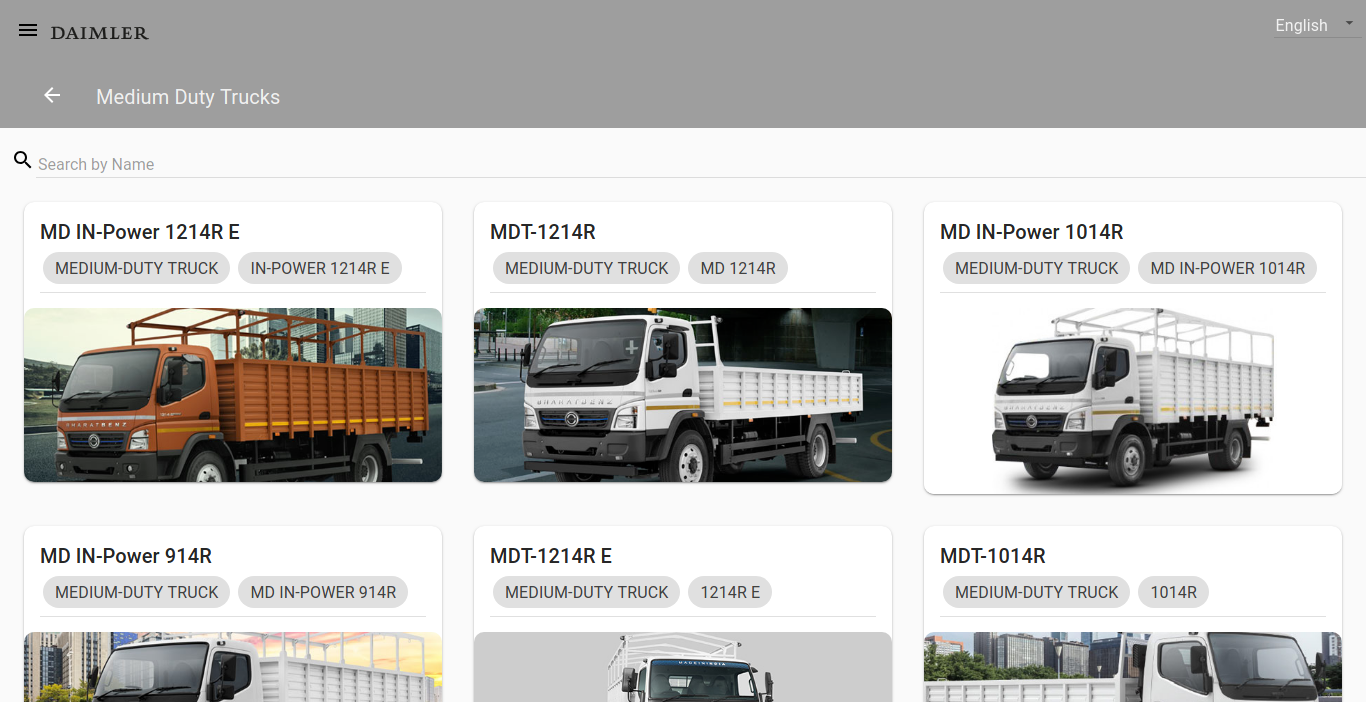 DAIMLER
English
Medium Duty Trucks
Search by Name
MD IN-Power 1214R E
MEDIUM-DUTY TRUCK IN-POWER 1214R E
MDT-1214R
MEDIUM-DUTY TRUCK MD 1214R
MD IN-Power 1014R
MEDIUM-DUTY TRUCK MD IN-POWER 1014R
BHARATBENZ
BHARATBENZ
BHARATBENZ
MD IN-Power 914R
MEDIUM-DUTY TRUCK MD IN-POWER 914R
MDT-1214R E
MEDIUM-DUTY TRUCK 1214R E
MDT-1014R
MEDIUM-DUTY TRUCK 1014R